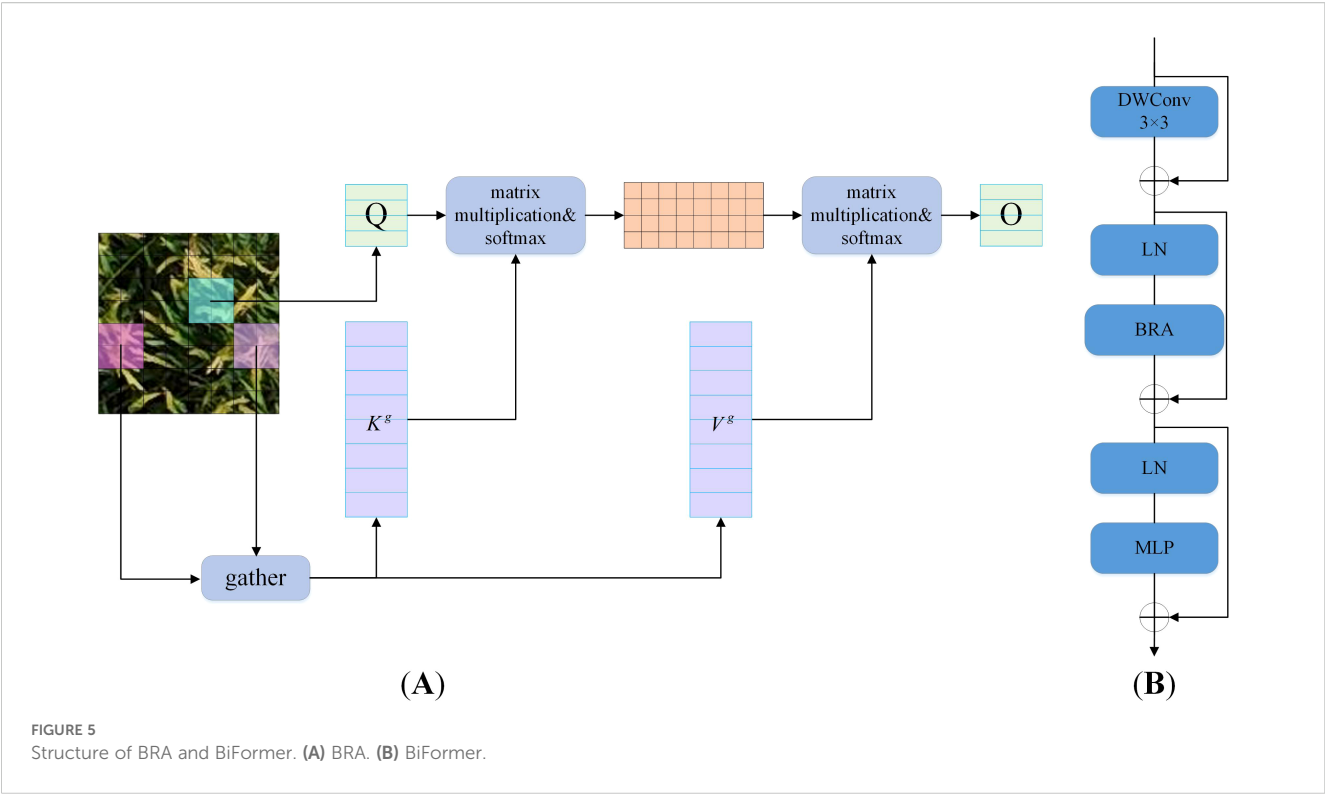 Q
matrix
multiplication&
softmax
matrix
multiplication&
softmax
O
K g
V g
gather
(A)
DWConv
3×3
LN
BRA
LN
MLP
(B)
FIGURE 5
Structure of BRA and BiFormer. (A) BRA. (B) BiFormer.